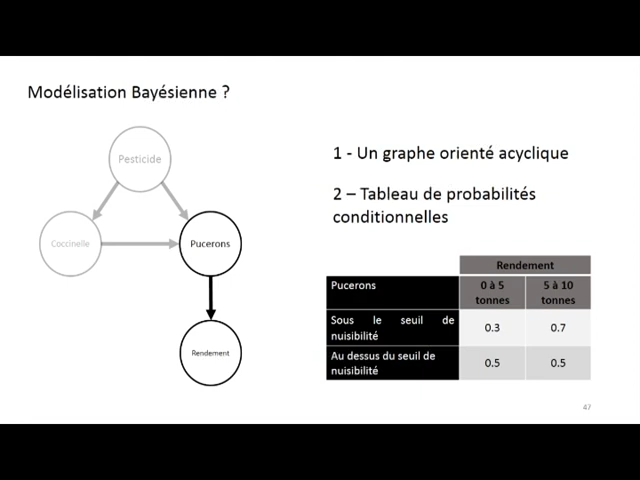 Modélisation Bayésienne ?
Pesticide
Coccinelle
Pucerons
Rendement
1 - Un graphe orienté acyclique
2 – Tableau de probabilités
conditionnelles
Rendement
Pucerons
0 à 5
tonnes
5 à 10
tonnes
Sous le seuil de
nuisibilité
0.3
0.7
Au dessus du seuil de
nuisibilité
0.5
0.5
47